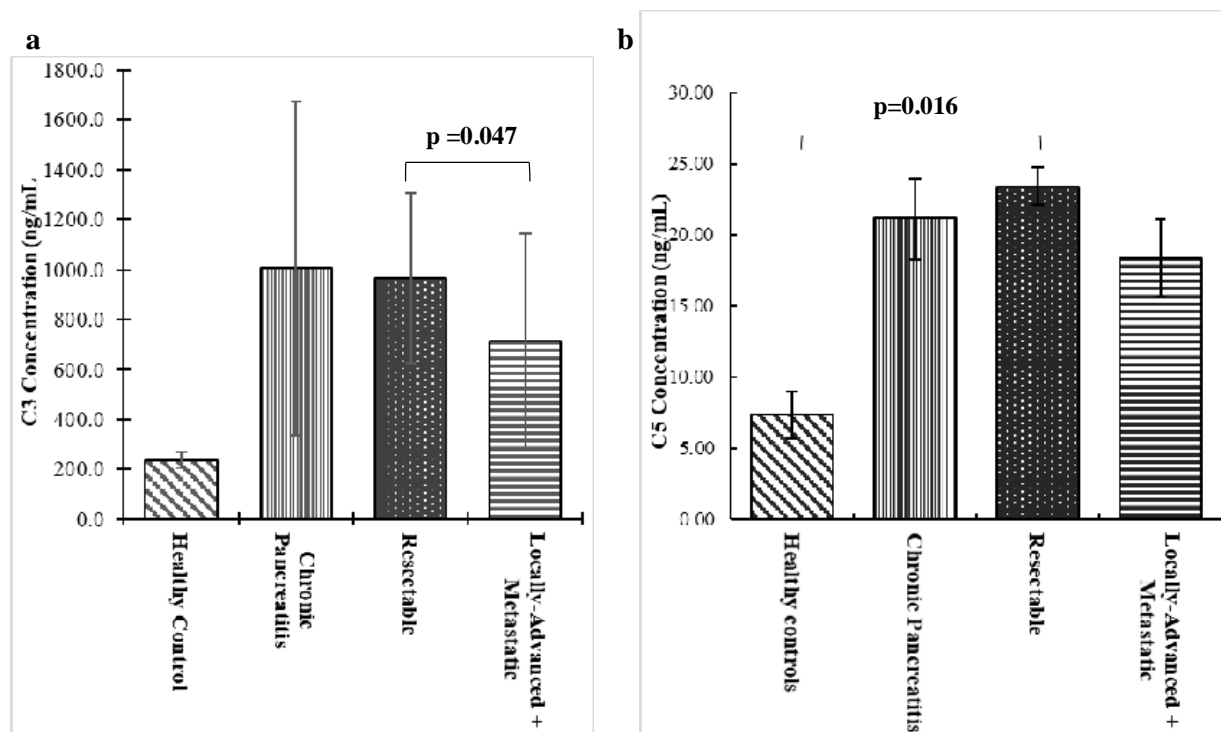 a
1800.0
1600.0
1400.0
1200.0
1000.0
800.0
600.0
400.0
200.0
0.0
C3 Concentration (ng/mL)
p =0.047
Healthy Control
Chronic
Pancreatitis
Resectable
Locally-Advanced +
Metastatic
b
30.00
25.00
20.00
15.00
10.00
5.00
0.00
C5 Concentration (ng/mL)
p=0.016
Healthy controls
Chronic Pancreatitis
Resectable
Locally-Advanced +
Metastatic